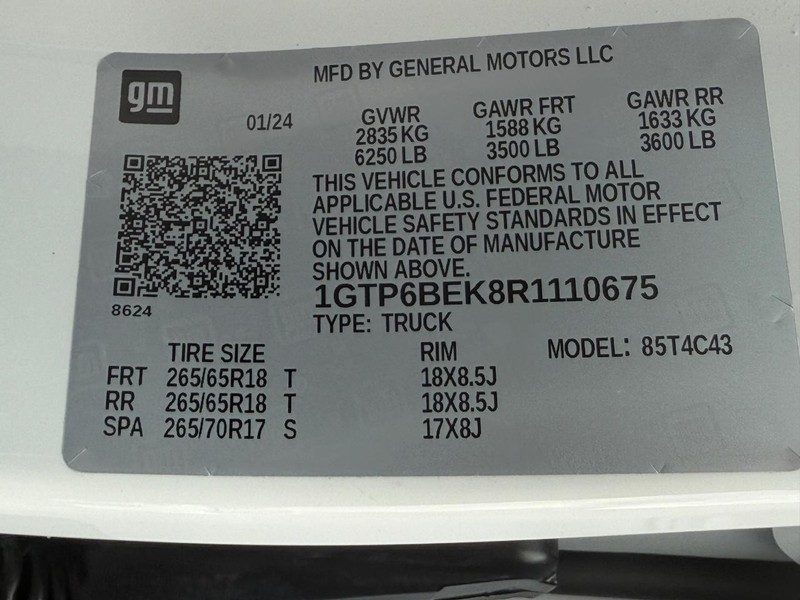 gm
MFD BY GENERAL MOTORS LLC
01/24
GVWR GAWR FRT GAWR RR
2835 KG 1588 KG 1633 KG
6250 LB 3500 LB 3600 LB
THIS VEHICLE CONFORMS TO ALL
APPLICABLE U.S. FEDERAL MOTOR
VEHICLE SAFETY STANDARDS IN EFFECT
ON THE DATE OF MANUFACTURE
SHOWN ABOVE.
1GTP6BEK8R1110675
8624
TYPE: TRUCK
TIRE SIZE RIM MODEL: 85T4C43
FRT 265/65R18 T 18X8.5J
RR 265/65R18 T 18X8.5J
SPA 265/70R17 S 17X8J